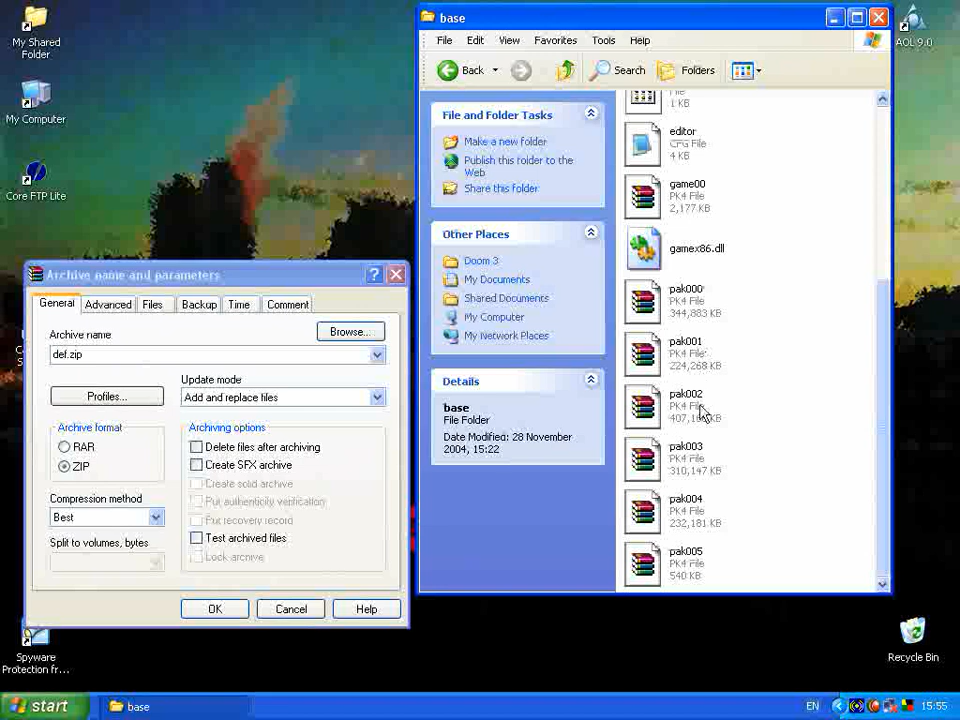 My Shared
Folder
My Computer
Core FTP Lite
AOL 9.0
base
File Edit View Favorites Tools Help
Back Search Folders
File and Folder Tasks
Make a new folder
Publish this folder to the
Web
Share this folder
Other Places
Doom 3
My Documents
Shared Documents
My Computer
My Network Places
Details
base
File Folder
Date Modified: 28 November
2004, 15:22
File
1 KB
editor
CFG File
4 KB
game00
PK4 File
2,177 KB
gamex86.dll
pak000
PK4 File
344,883 KB
pak001
PK4 File
224,268 KB
pak002
PK4 File
pak003
PK4 File
310,147 KB
pak004
PK4 File
232,181 KB
pak005
PK4 File
540 KB
Archive name and parameters
General Advanced Files Backup Time Comment
Archive name
Browse...
def.zip
Profiles...
Update mode
Add and replace files
Archive format
RAR
ZIP
Compression method
Best
Split to volumes, bytes
Archiving options
Delete files after archiving
Create SFX archive
Create solid archive
Put authenticity verification
Put recovery record
Test archived files
Lock archive
OK Cancel Help
Spyware
Protection fr...
Recycle Bin
start
base
EN
15:55